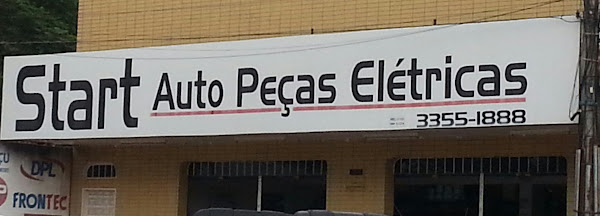 Start Auto Peças Elétricas
3355-1888
DPL
FRONTEC